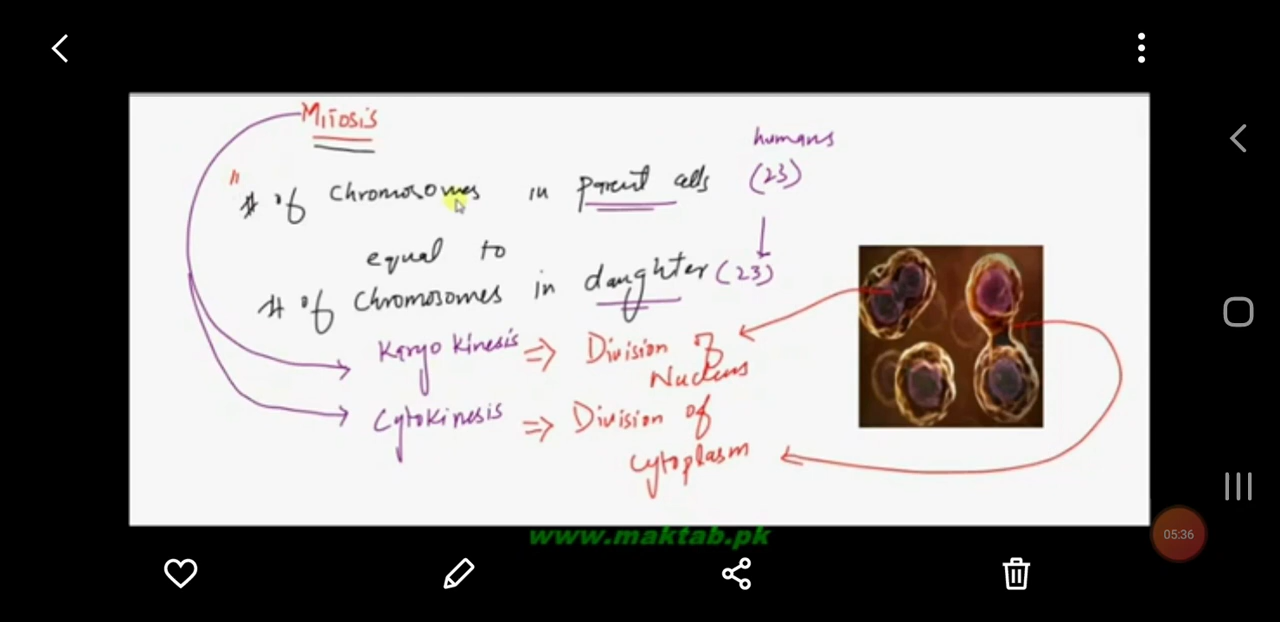 Mitosis
humans
"# of Chromosomes in Parent cells (23)
equal to
# of Chromosomes in daughter (23)
Karyo kinesis ⇒ Division of
Nucleus
Cytokinesis ⇒ Division of
Cytoplasm
www.maktab.pk
05:36